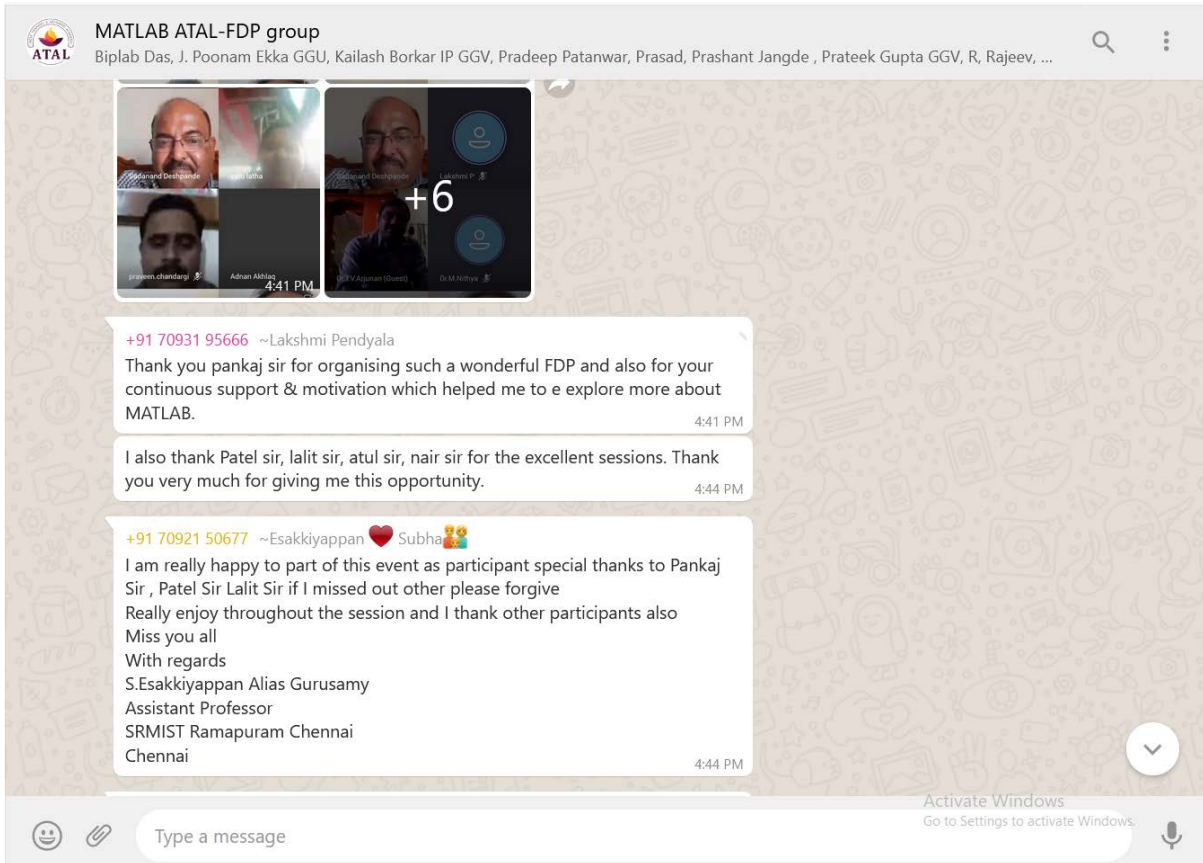 MATLAB ATAL-FDP group
ATAL
Biplab Das, J. Poonam Ekka GGU, Kailash Borkar IP GGV, Pradeep Patanwar, Prasad, Prashant Jangde , Prateek Gupta GGV, R, Rajeev, ...
Sadanand Deshpande
latha
Sadanand Deshpande
Lakshmi P
+6
praveen.chandargi
Adnan Akhlaq
4:41 PM
Dr.T.V.Arjunan (Guest)
Dr.M.Nithya
+91 70931 95666 ~Lakshmi Pendyala
Thank you pankaj sir for organising such a wonderful FDP and also for your
continuous support & motivation which helped me to e explore more about
MATLAB.
4:41 PM
I also thank Patel sir, lalit sir, atul sir, nair sir for the excellent sessions. Thank
you very much for giving me this opportunity.
4:44 PM
+91 70921 50677 ~Esakkiyappan ❤️ Subha
I am really happy to part of this event as participant special thanks to Pankaj
Sir , Patel Sir Lalit Sir if I missed out other please forgive
Really enjoy throughout the session and I thank other participants also
Miss you all
With regards
S.Esakkiyappan Alias Gurusamy
Assistant Professor
SRMIST Ramapuram Chennai
Chennai
4:44 PM
Activate Windows
Go to Settings to activate Windows.
Type a message